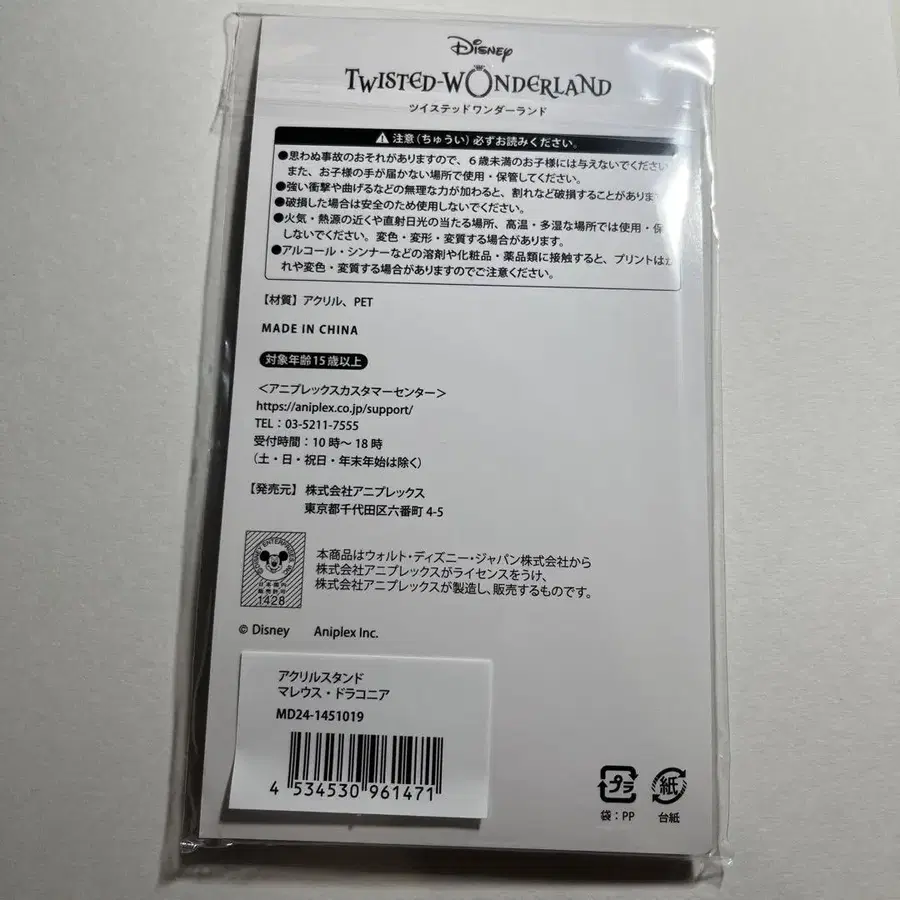 Disney
TWISTED-WONDERLAND
ツイステッドワンダーランド
注意（ちゅうい）必ずお読みください。
●思わぬ事故のおそれがありますので、６歳未満のお子様には与えないでください
また、お子様の手が届かない場所で使用・保管してください。
●強い衝撃や曲げるなどの無理な力が加わると、割れなど破損することがありま
●破損した場合は安全のため使用しないでください。
●火気・熱源の近くや直射日光の当たる場所、高温・多湿な場所では使用・保
しないでください。変色・変形・変質する場合があります。
●アルコール・シンナーなどの溶剤や化粧品・薬品類に接触すると、プリントは
れや変色・変質する場合がありますのでご注意ください。
【材質】アクリル、PET
MADE IN CHINA
対象年齢15歳以上
＜アニプレックスカスタマーセンター＞
https://aniplex.co.jp/support/
TEL：03-5211-7555
受付時間：10時〜18時
（土・日・祝日・年末年始は除く）
【発売元】株式会社アニプレックス
東京都千代田区六番町 4-5
本商品はウォルト・ディズニー・ジャパン株式会社から
株式会社アニプレックスがライセンスをうけ、
株式会社アニプレックスが製造し、販売するものです。
日本国内
販売許可
1428
© Disney Aniplex Inc.
アクリルスタンド
マレウス・ドラコニア
MD24-1451019
4 534530 961471
プラ
紙
袋：PP
台紙